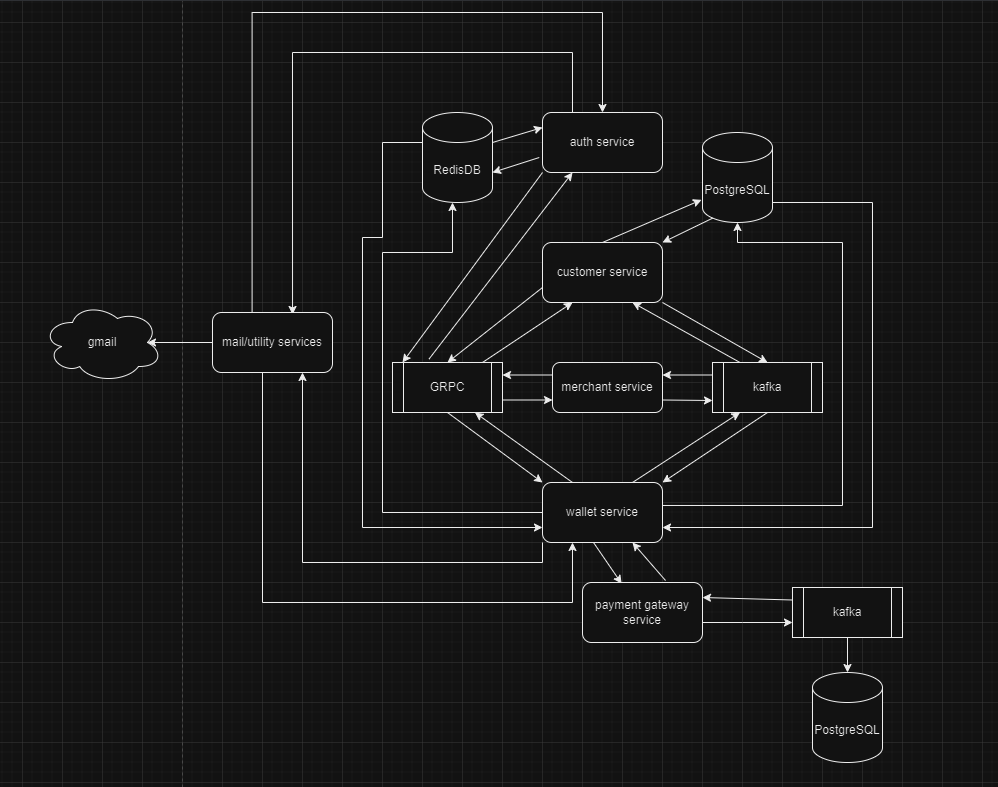 auth service
RedisDB
PostgreSQL
customer service
gmail
mail/utility services
GRPC
merchant service
kafka
wallet service
payment gateway
service
kafka
PostgreSQL